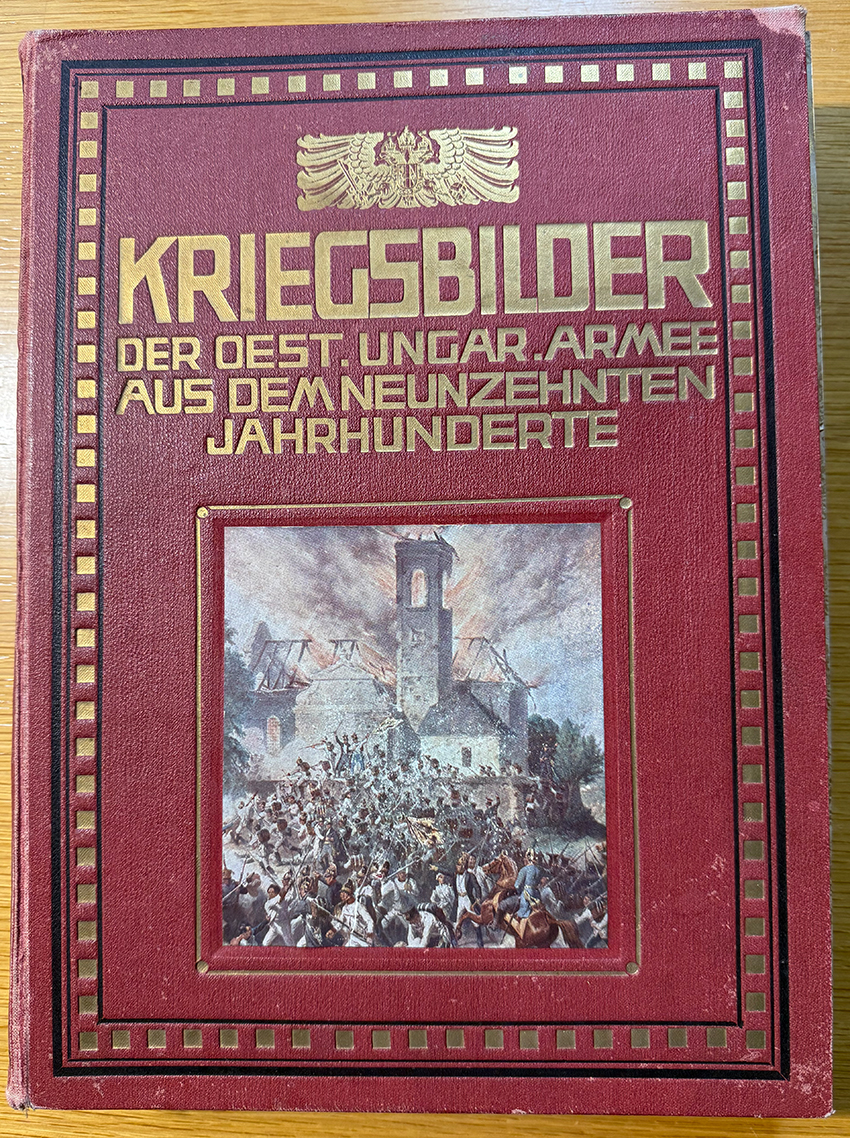 KRIEGSBILDER
DER OEST. UNGAR. ARMEE
AUS DEM NEUNZEHNTEN
JAHRHUNDERTE